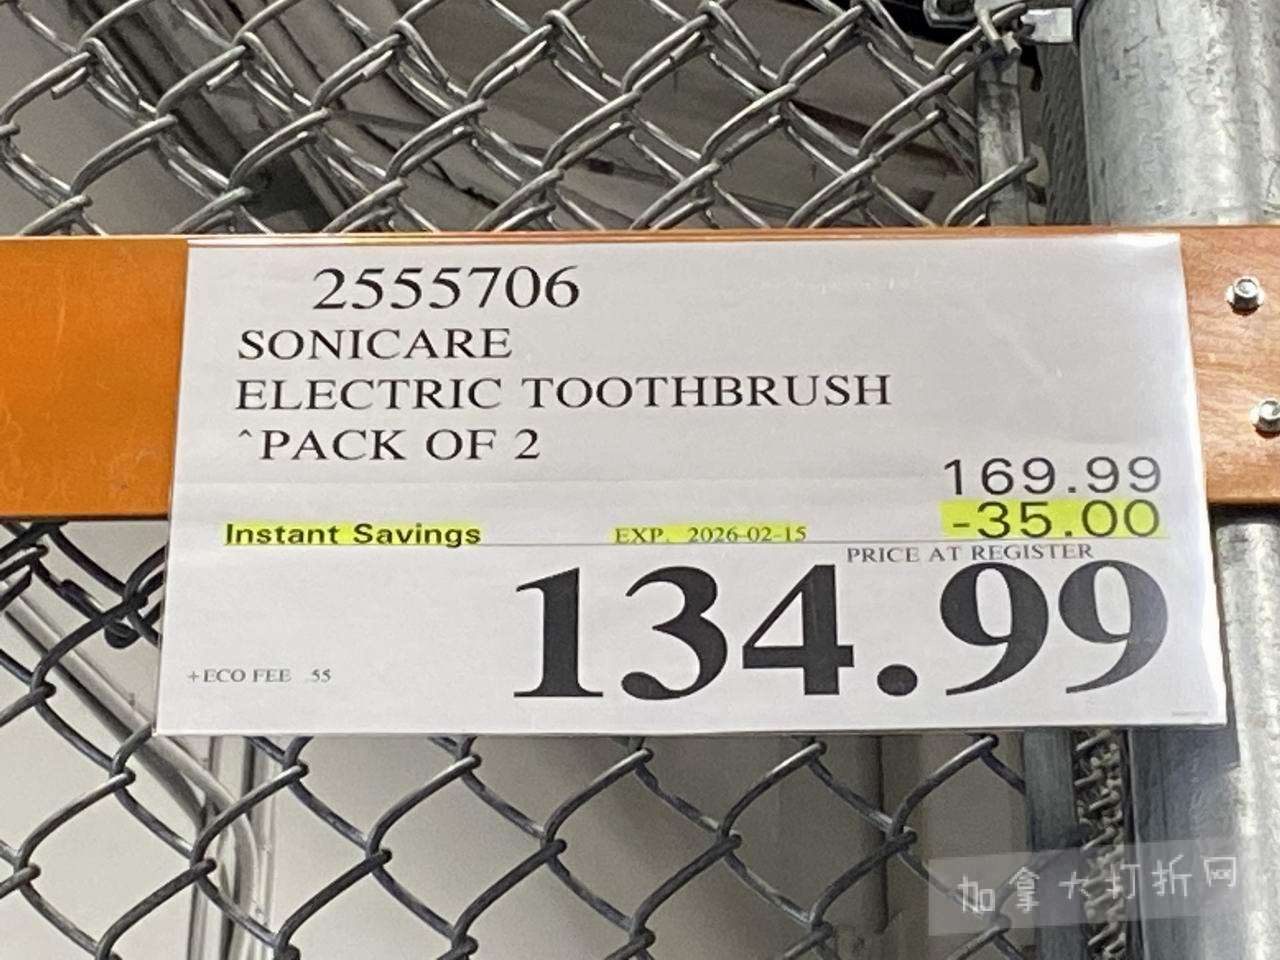 2555706
SONICARE
ELECTRIC TOOTHBRUSH
^PACK OF 2
169.99
Instant Savings EXP. 2026-02-15 -35.00
PRICE AT REGISTER
134.99
+ECO FEE .55
加拿大打折网